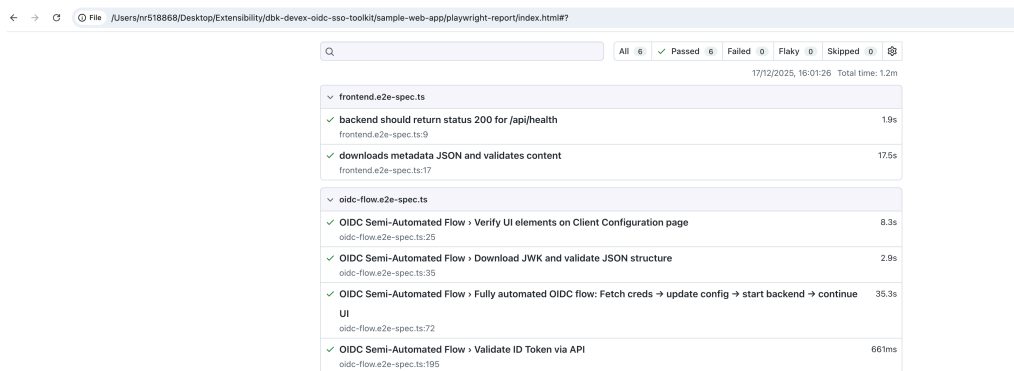 File /Users/nr518868/Desktop/Extensibility/dbk-devex-oidc-sso-toolkit/sample-web-app/playwright-report/index.html#?
All 6 Passed 6 Failed 0 Flaky 0 Skipped 0
17/12/2025, 16:01:26 Total time: 1.2m
frontend.e2e-spec.ts
backend should return status 200 for /api/health 1.9s
frontend.e2e-spec.ts:9
downloads metadata JSON and validates content 17.5s
frontend.e2e-spec.ts:17
oidc-flow.e2e-spec.ts
OIDC Semi-Automated Flow › Verify UI elements on Client Configuration page 8.3s
oidc-flow.e2e-spec.ts:25
OIDC Semi-Automated Flow › Download JWK and validate JSON structure 2.9s
oidc-flow.e2e-spec.ts:35
OIDC Semi-Automated Flow › Fully automated OIDC flow: Fetch creds → update config → start backend → continue 35.3s
UI
oidc-flow.e2e-spec.ts:72
OIDC Semi-Automated Flow › Validate ID Token via API 661ms
oidc-flow.e2e-spec.ts:195